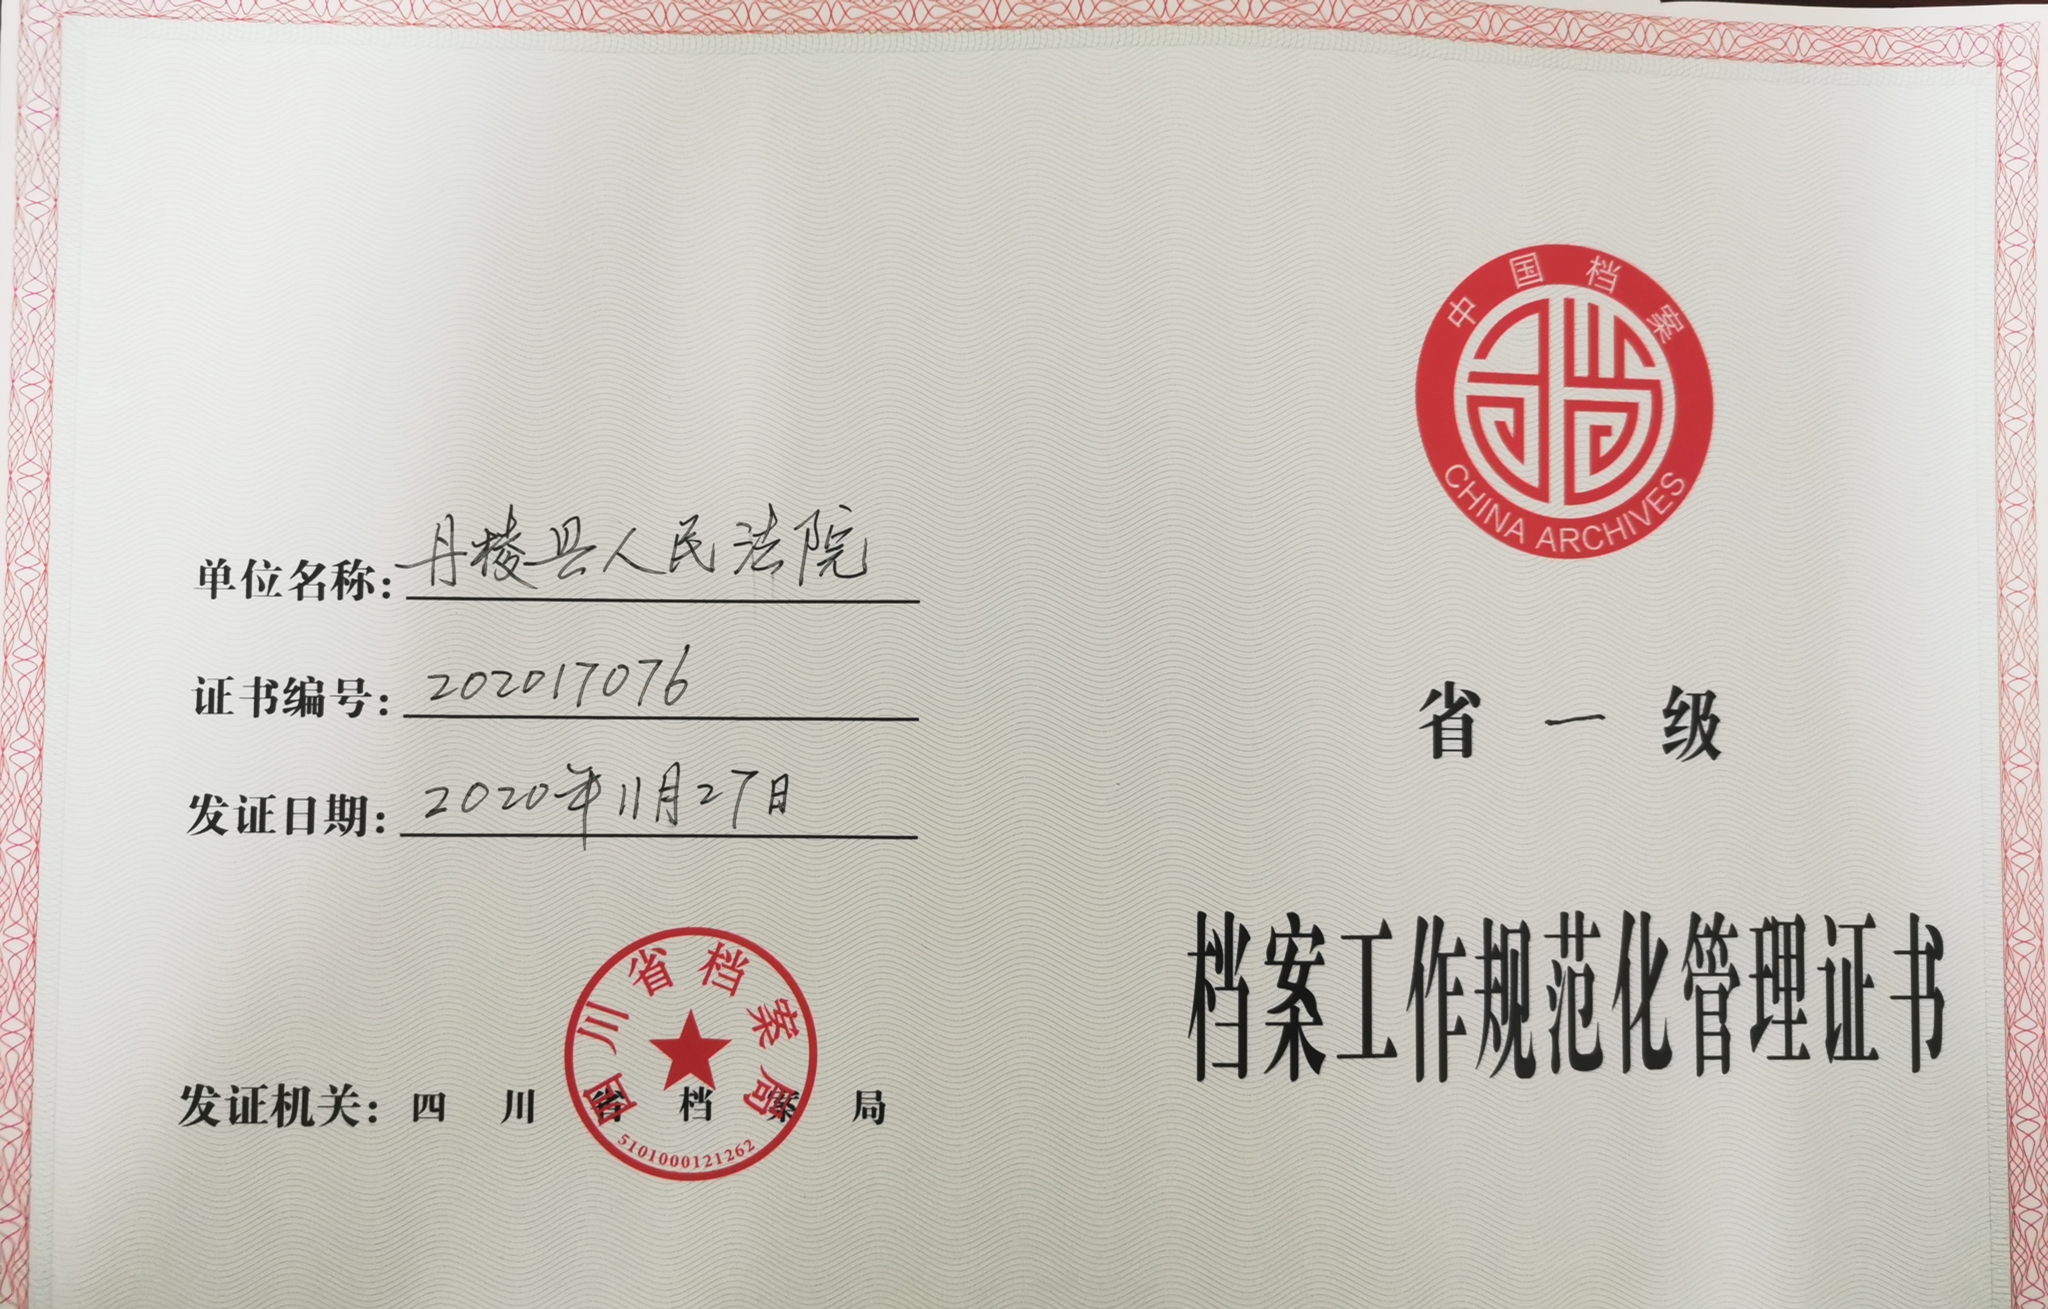 单位名称：丹棱县人民法院
证书编号：202017076
发证日期：2020年11月27日
发证机关：四川省档案局
四川省档案局
5101000121262
中国档案
CHINA ARCHIVES
省一级
档案工作规范化管理证书